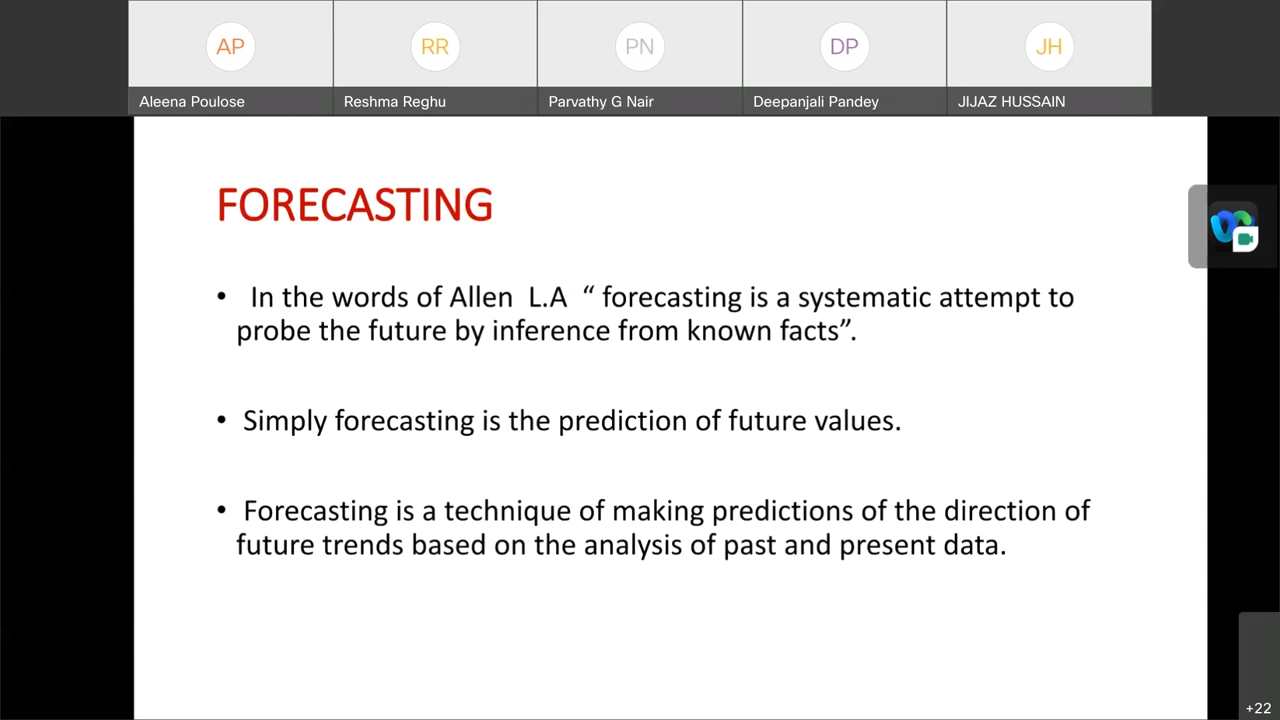 AP RR PN DP JH
Aleena Poulose Reshma Reghu Parvathy G Nair Deepanjali Pandey JIJAZ HUSSAIN
FORECASTING
• In the words of Allen L.A “ forecasting is a systematic attempt to
probe the future by inference from known facts”.
• Simply forecasting is the prediction of future values.
• Forecasting is a technique of making predictions of the direction of
future trends based on the analysis of past and present data.
+22